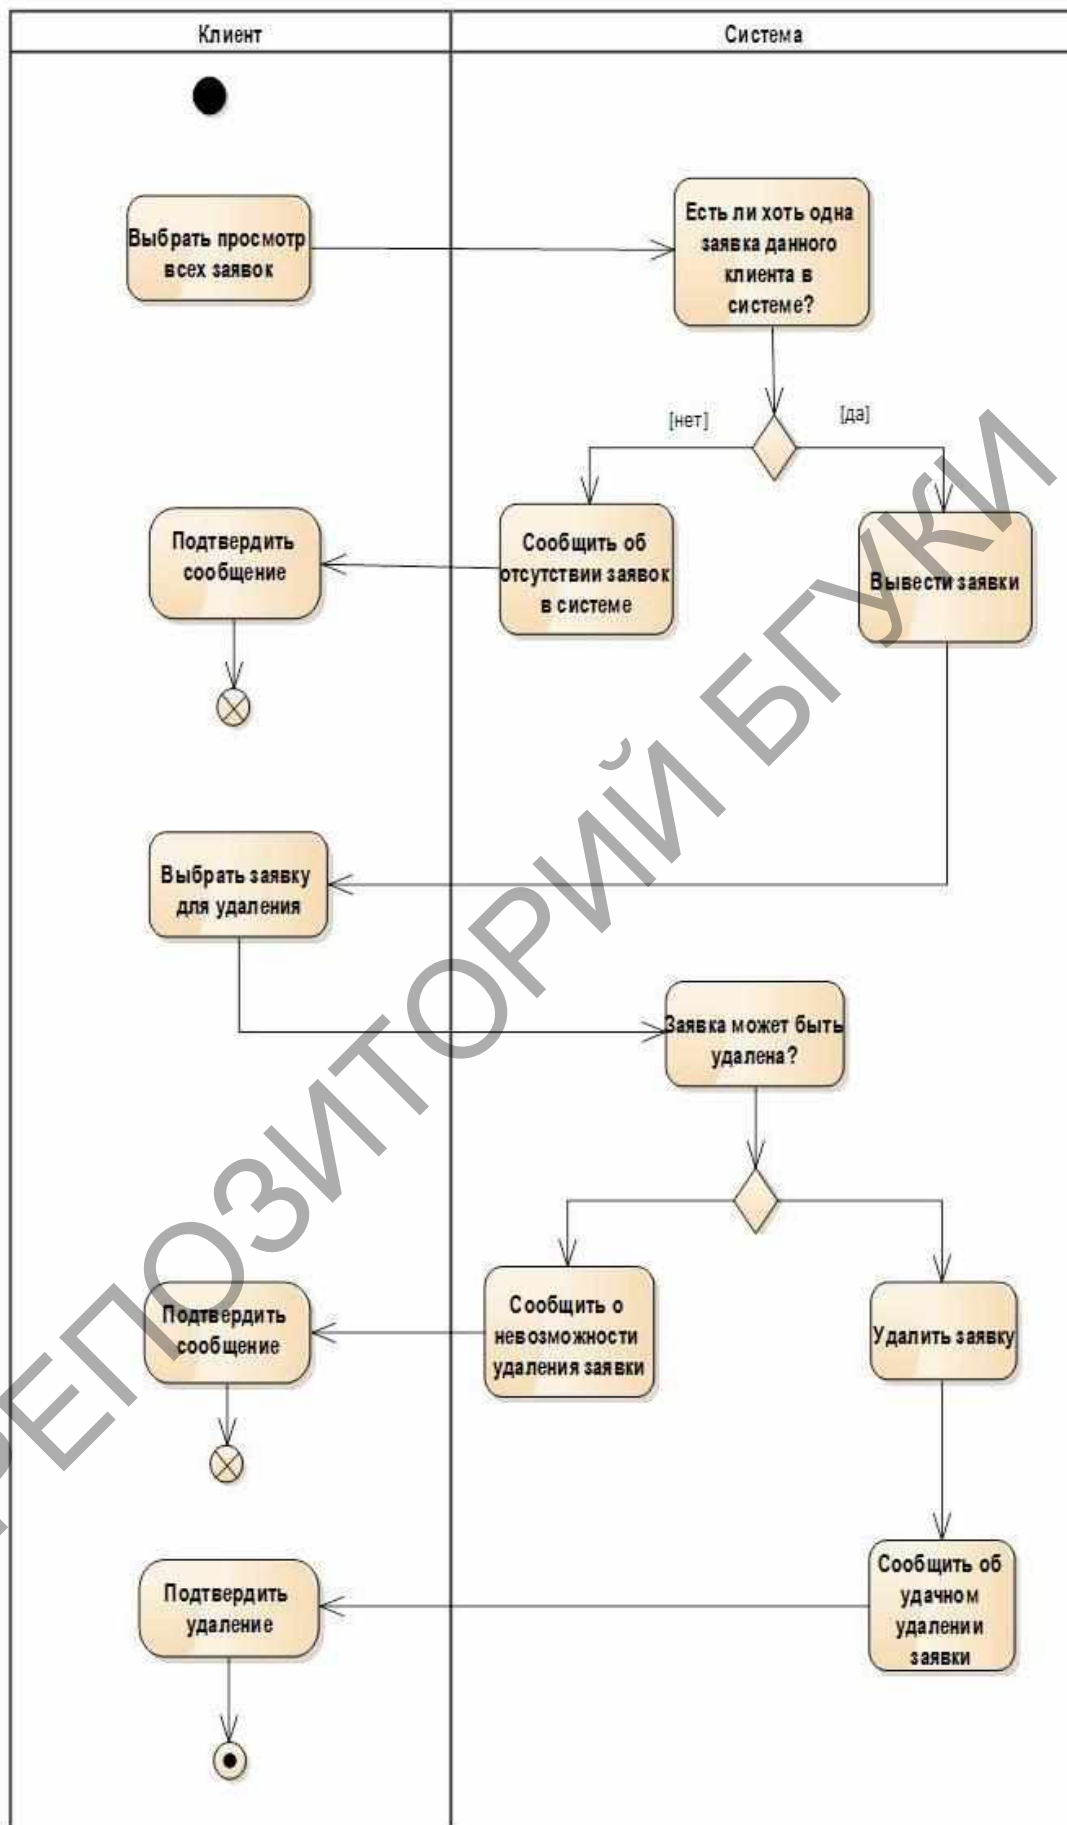 Клиент
Система
Выбрать просмотр
всех заявок
Есть ли хоть одна
заявка данного
клиента в
системе?
[нет]
[да]
Подтвердить
сообщение
Сообщить об
отсутствии заявок
в системе
Вывести заявки
Выбрать заявку
для удаления
Заявка может быть
удалена?
Подтвердить
сообщение
Сообщить о
невозможности
удаления заявки
Удалить заявку
Подтвердить
удаление
Сообщить об
удачном
удалении
заявки
РЕПОЗИТОРИЙ БГУКИ